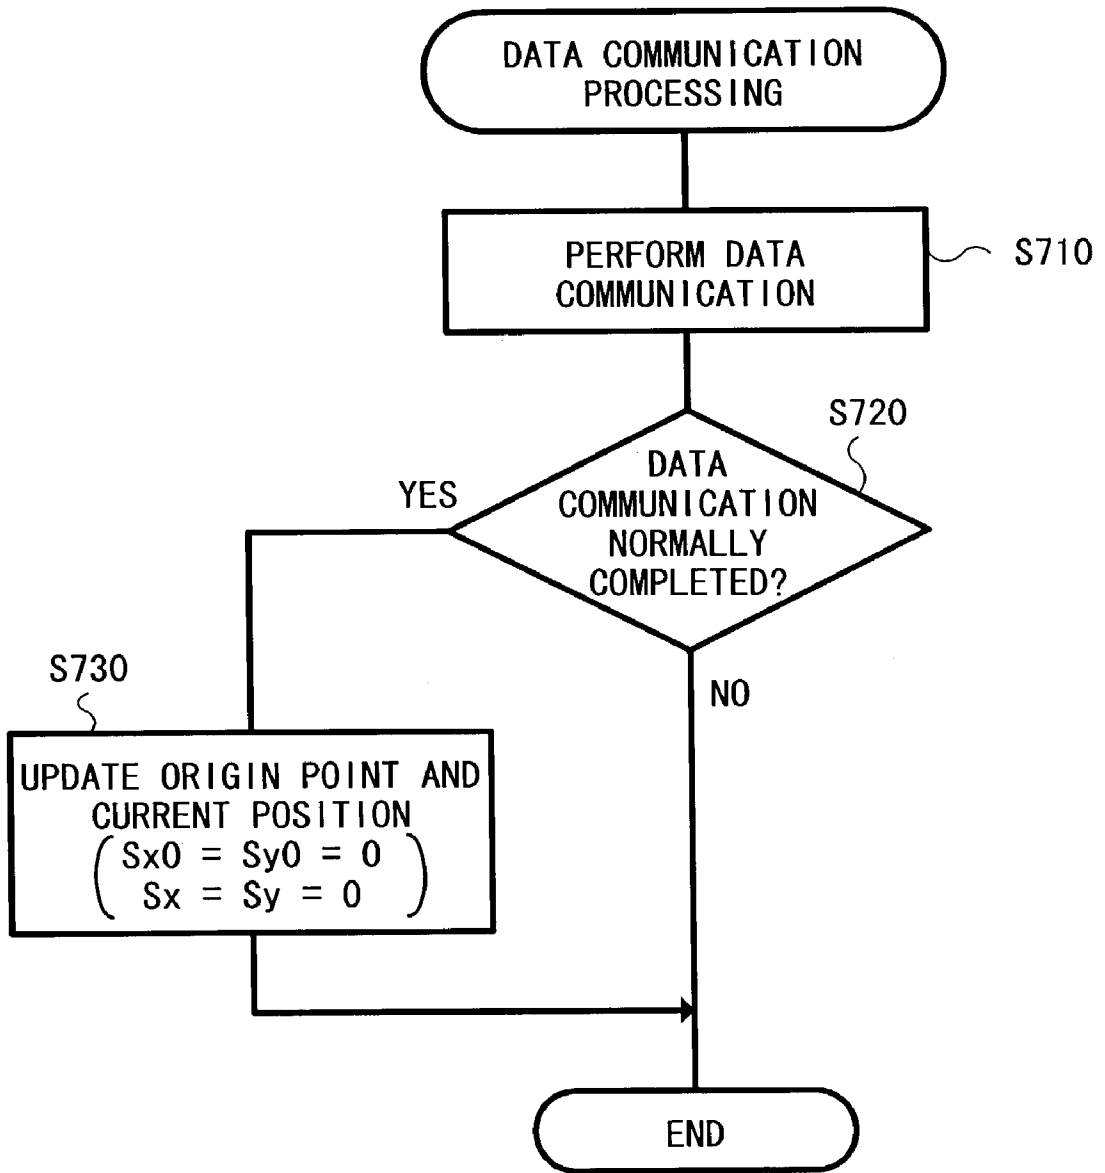 DATA COMMUNICATION
PROCESSING
PERFORM DATA
COMMUNICATION
S710
S720
DATA
COMMUNICATION
NORMALLY
COMPLETED?
YES
NO
S730
UPDATE ORIGIN POINT AND
CURRENT POSITION
(Sx0 = Sy0 = 0
Sx = Sy = 0)
END